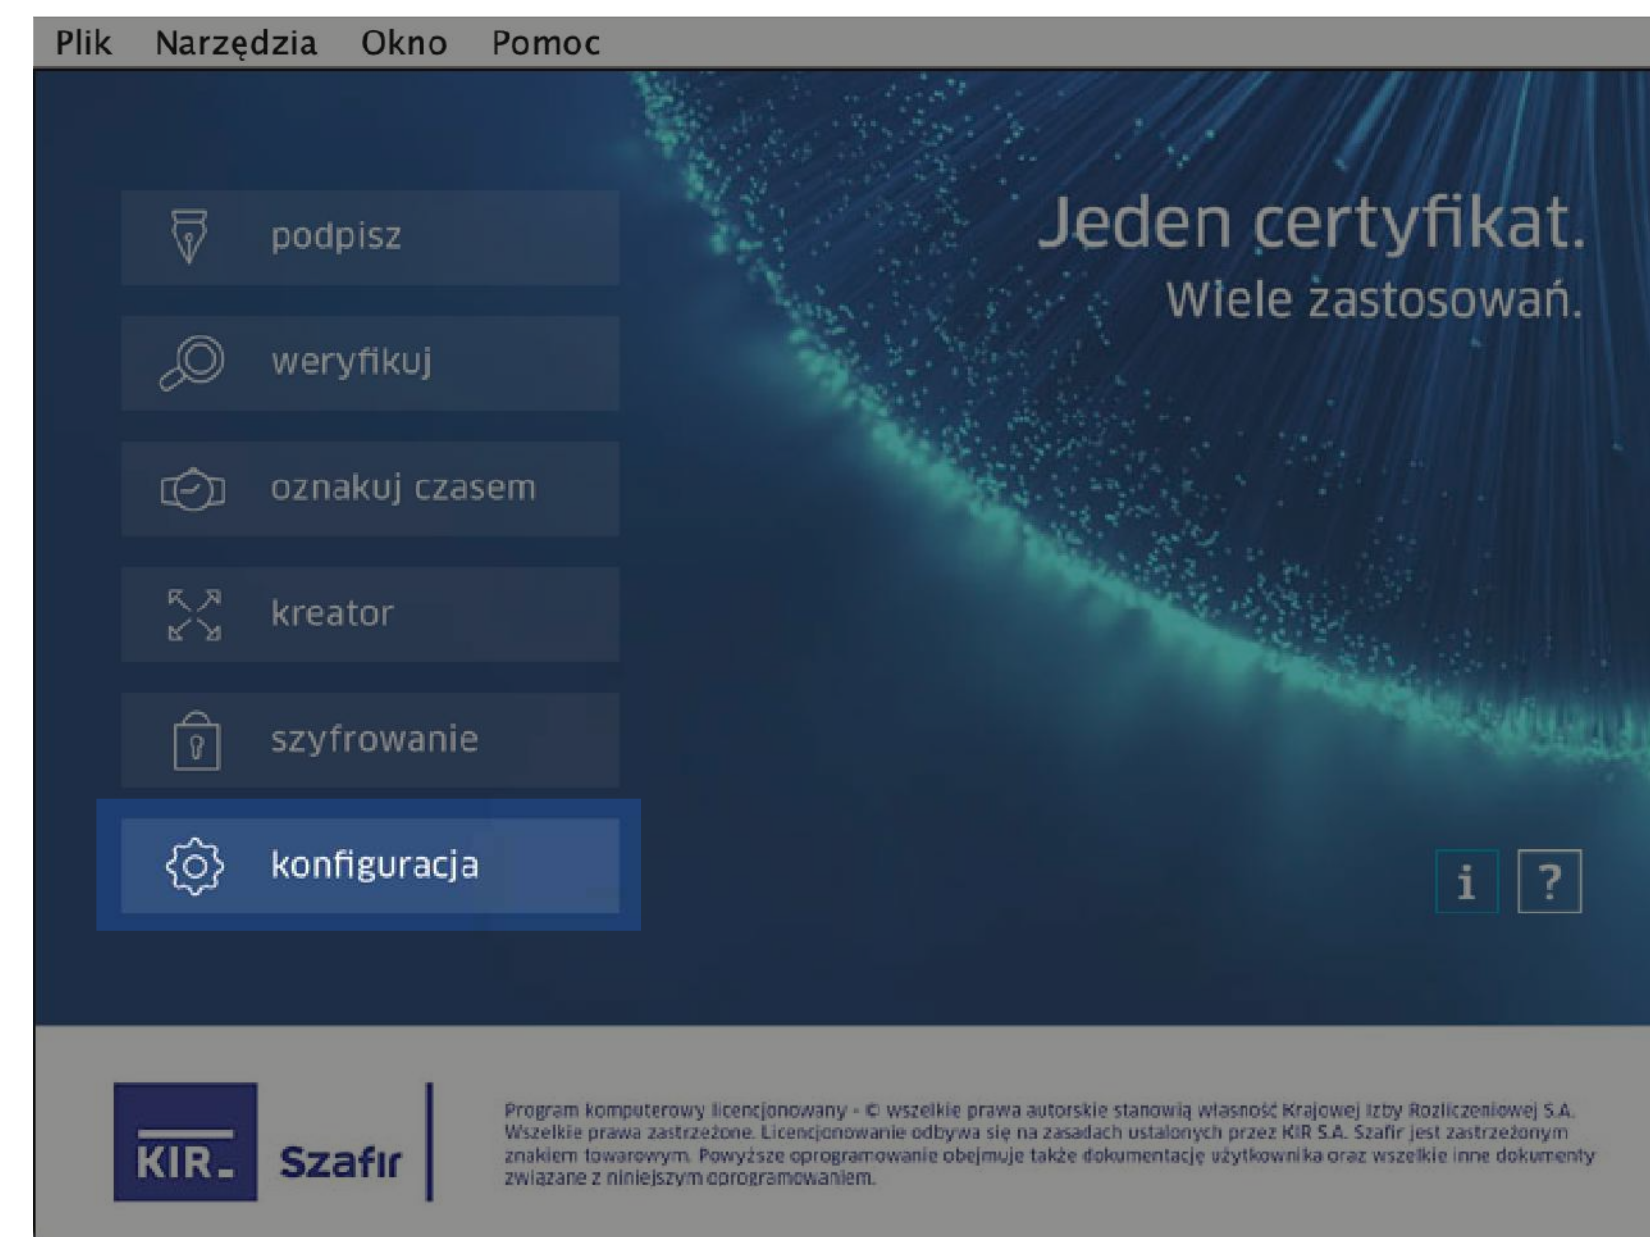 Plik Narzędzia Okno Pomoc
Jeden certyfikat.
Wiele zastosowań.
podpisz
weryfikuj
oznakuj czasem
kreator
szyfrowanie
konfiguracja
i ?
KIR Szafir
Program komputerowy licencjonowany - © wszelkie prawa autorskie stanowią własność Krajowej Izby Rozliczeniowej S.A.
Wszelkie prawa zastrzeżone. Licencjonowanie odbywa się na zasadach ustalonych przez KIR S.A. Szafir jest zastrzeżonym
znakiem towarowym. Powyższe oprogramowanie obejmuje także dokumentację użytkownika oraz wszelkie inne dokumenty
związane z niniejszym oprogramowaniem.